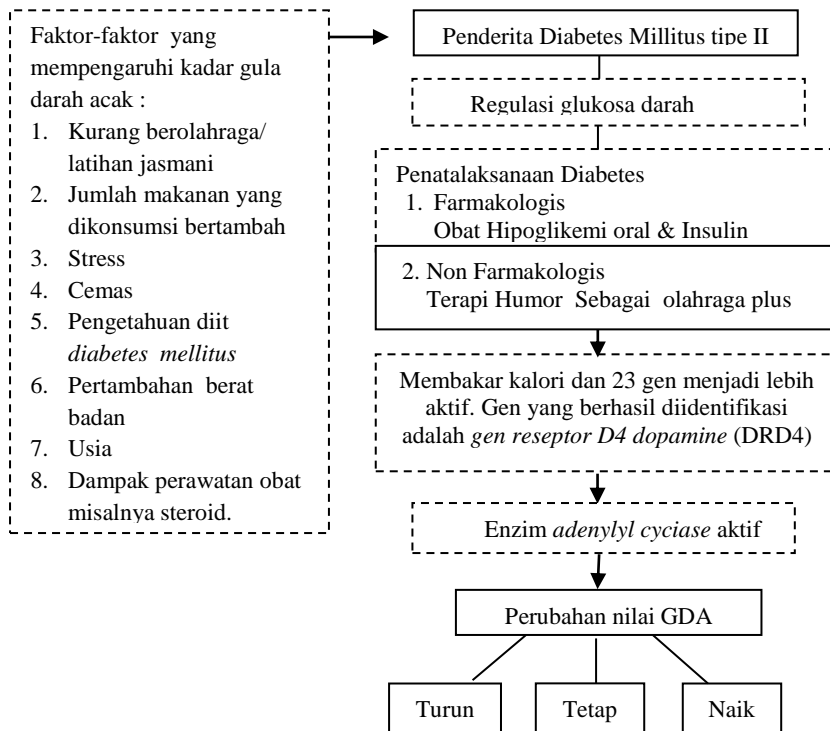 Faktor-faktor yang
mempengaruhi kadar gula
darah acak :
1. Kurang berolahraga/
latihan jasmani
2. Jumlah makanan yang
dikonsumsi bertambah
3. Stress
4. Cemas
5. Pengetahuan diit
diabetes mellitus
6. Pertambahan berat
badan
7. Usia
8. Dampak perawatan obat
misalnya steroid.
Penderita Diabetes Millitus tipe II
Regulasi glukosa darah
Penatalaksanaan Diabetes
1. Farmakologis
Obat Hipoglikemi oral & Insulin
2. Non Farmakologis
Terapi Humor Sebagai olahraga plus
Membakar kalori dan 23 gen menjadi lebih
aktif. Gen yang berhasil diidentifikasi
adalah gen reseptor D4 dopamine (DRD4)
Enzim adenylyl cyciase aktif
Perubahan nilai GDA
Turun
Tetap
Naik